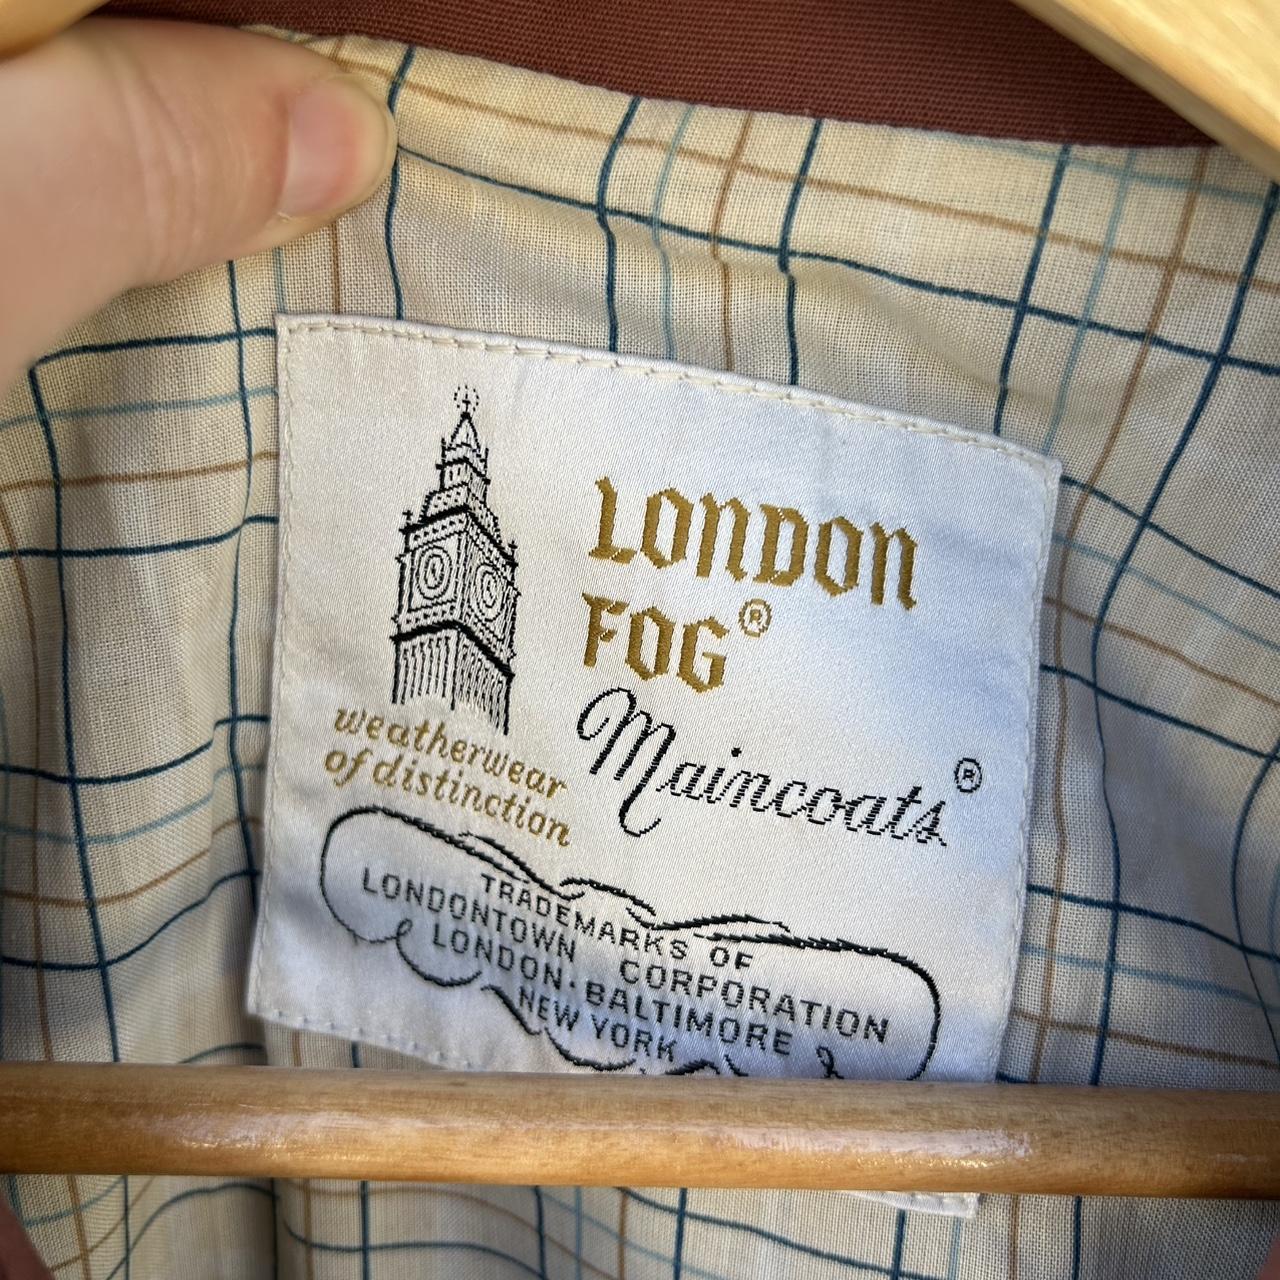 LONDON
FOG®
Maincoats®
weatherwear
of distinction
TRADEMARKS OF
LONDONTOWN CORPORATION
LONDON·BALTIMORE
NEW YORK